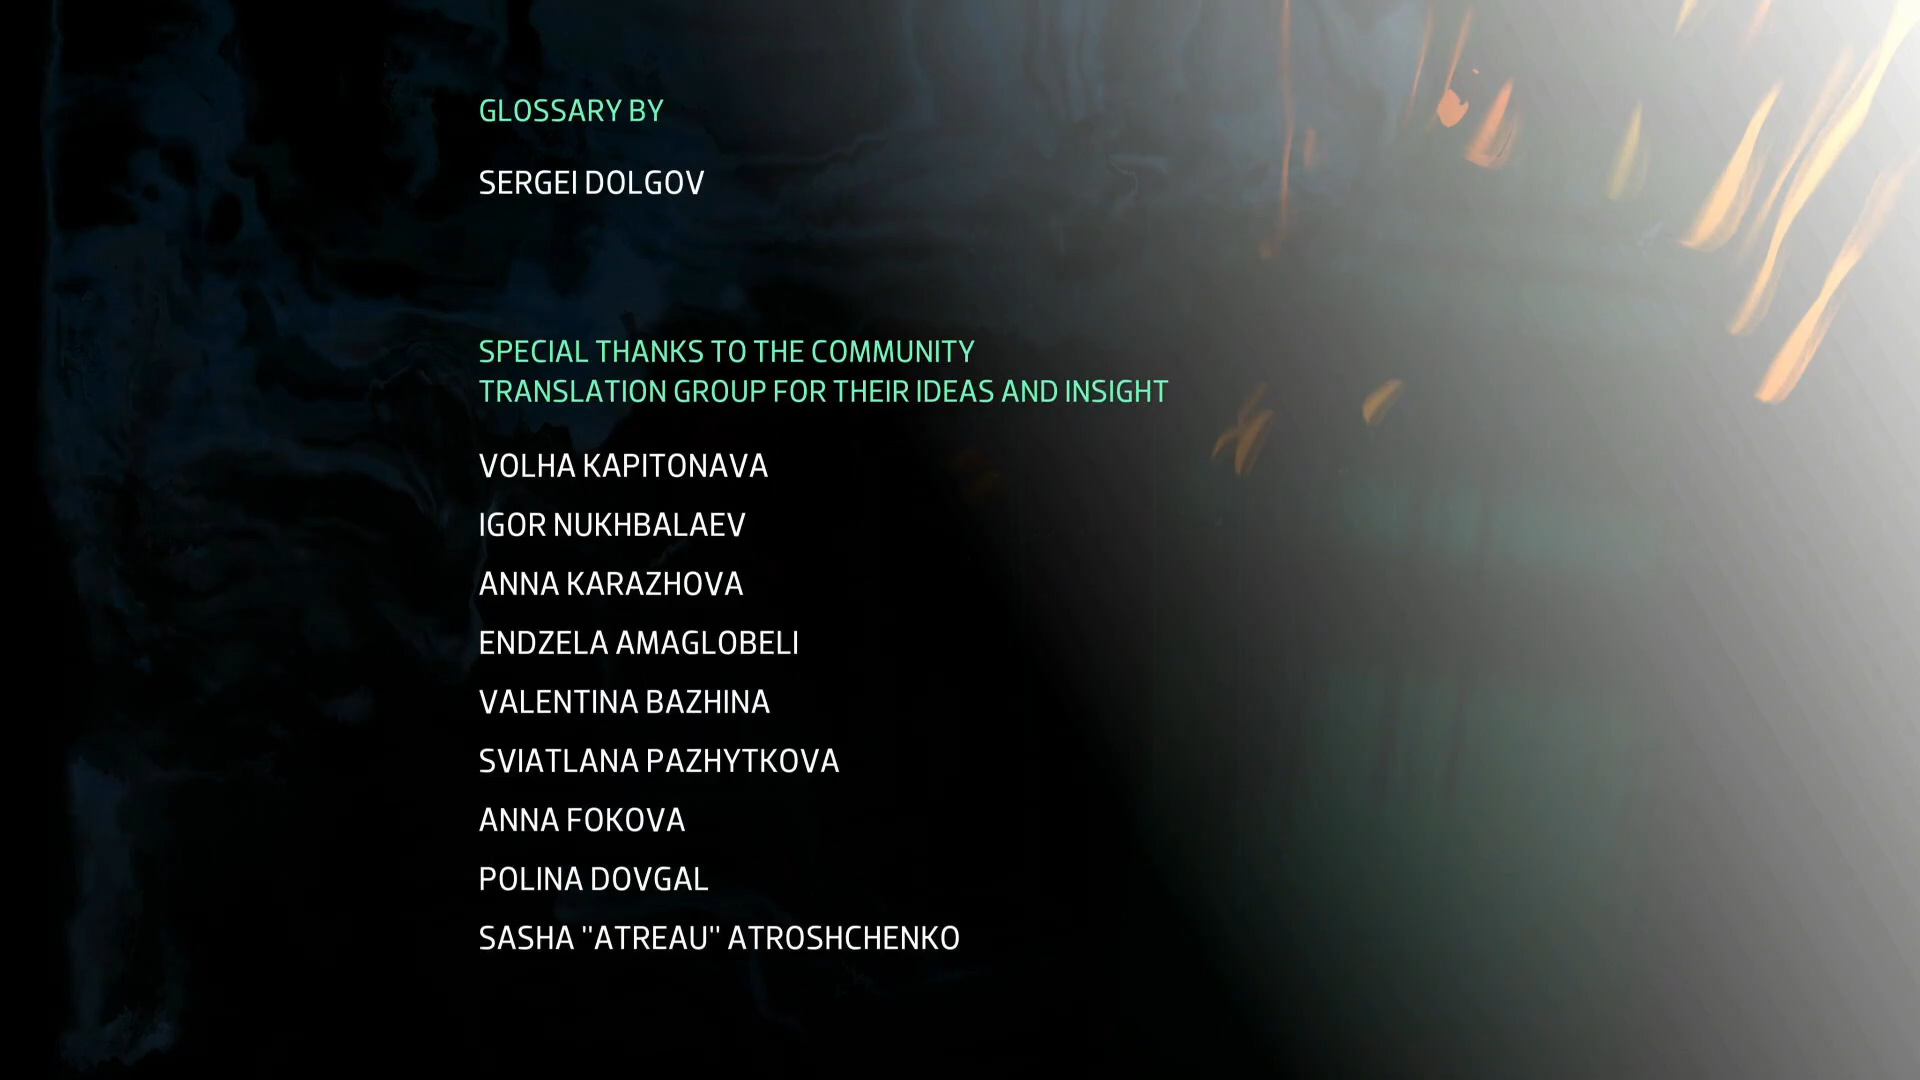 GLOSSARY BY
SERGEI DOLGOV
SPECIAL THANKS TO THE COMMUNITY
TRANSLATION GROUP FOR THEIR IDEAS AND INSIGHT
VOLHA KAPITONAVA
IGOR NUKHBALAEV
ANNA KARAZHOVA
ENDZELA AMAGLOBELI
VALENTINA BAZHINA
SVIATLANA PAZHYTKOVA
ANNA FOKOVA
POLINA DOVGAL
SASHA "ATREAU" ATROSHCHENKO